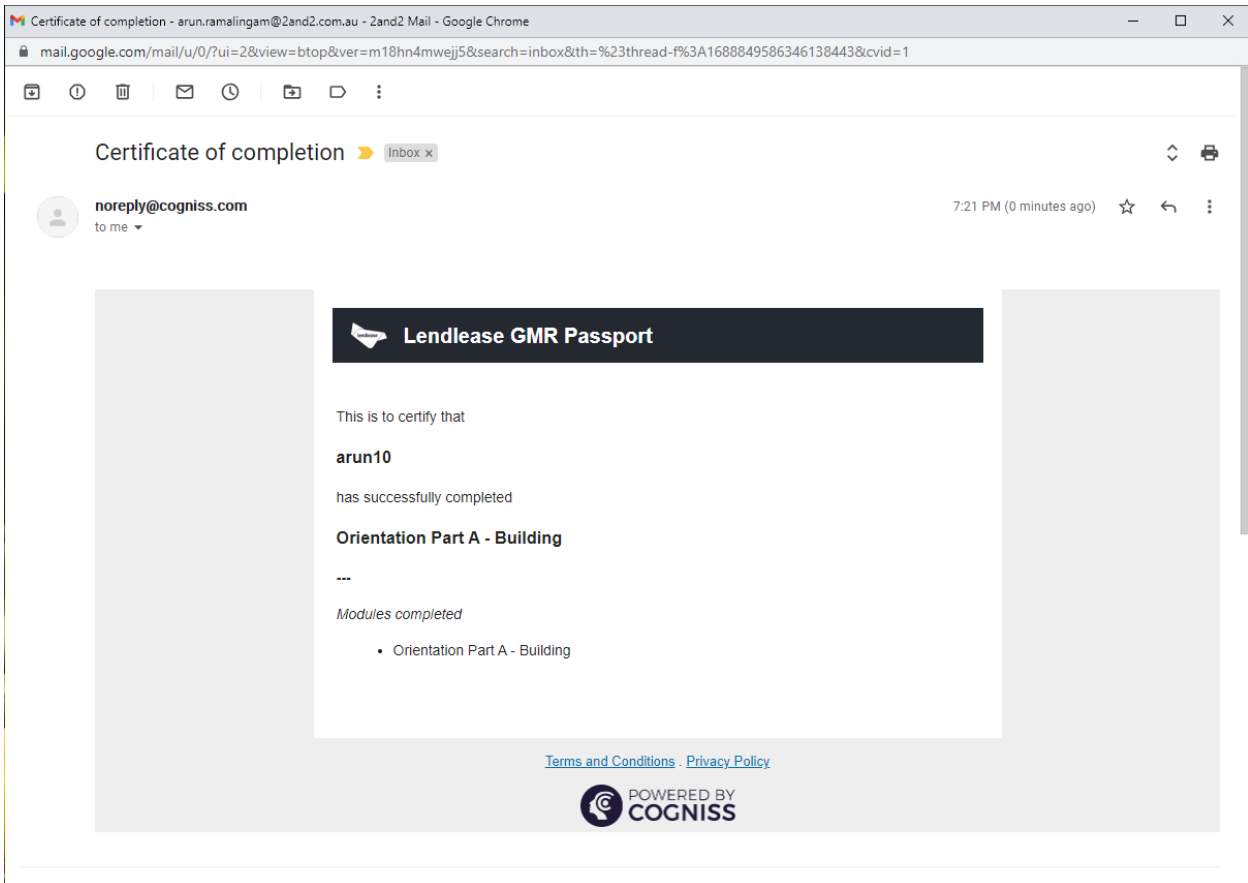 Certificate of completion - arun.ramalingam@2and2.com.au - 2and2 Mail - Google Chrome
mail.google.com/mail/u/0/?ui=2&view=btop&ver=m18hn4mwejj5&search=inbox&th=%23thread-f%3A1688849586346138443&cvid=1
Certificate of completion Inbox x
noreply@cogniss.com 7:21 PM (0 minutes ago)
to me
lendlease Lendlease GMR Passport
This is to certify that
arun10
has successfully completed
Orientation Part A - Building
---
Modules completed
• Orientation Part A - Building
Terms and Conditions . Privacy Policy
POWERED BY
COGNISS